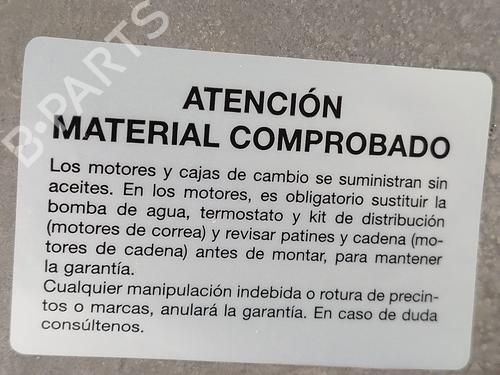 B-PARTS
ATENCIÓN
MATERIAL COMPROBADO
Los motores y cajas de cambio se suministran sin
aceites. En los motores, es obligatorio sustituir la
bomba de agua, termostato y kit de distribución
(motores de correa) y revisar patines y cadena (mo-
tores de cadena) antes de montar, para mantener
la garantía.
Cualquier manipulación indebida o rotura de precin-
tos o marcas, anulará la garantía. En caso de duda
consúltenos.